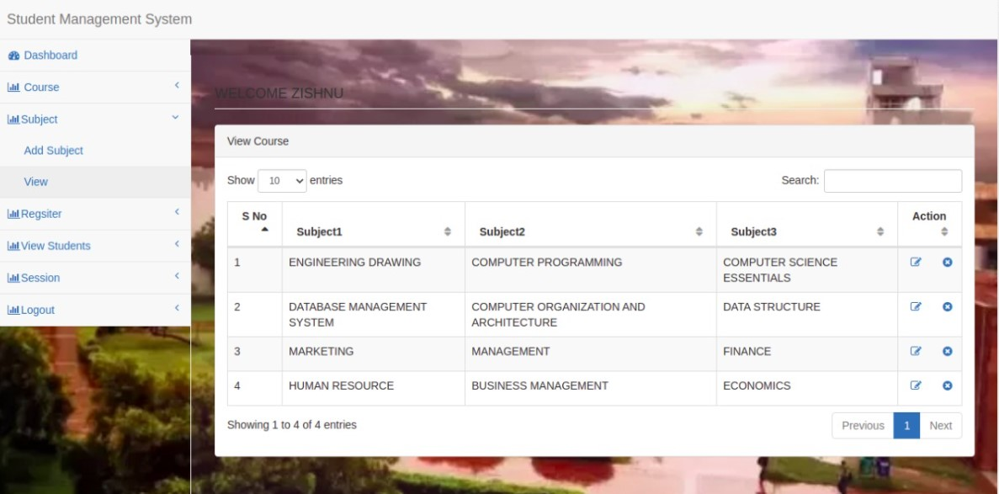 Student Management System
Dashboard
Course
Subject
Add Subject
View
Regsiter
View Students
Session
Logout
WELCOME ZISHNU
View Course
Show 10 entries
Search:
S No Subject1 Subject2 Subject3 Action
1 ENGINEERING DRAWING COMPUTER PROGRAMMING COMPUTER SCIENCE
ESSENTIALS
2 DATABASE MANAGEMENT COMPUTER ORGANIZATION AND DATA STRUCTURE
SYSTEM ARCHITECTURE
3 MARKETING MANAGEMENT FINANCE
4 HUMAN RESOURCE BUSINESS MANAGEMENT ECONOMICS
Showing 1 to 4 of 4 entries
Previous 1 Next